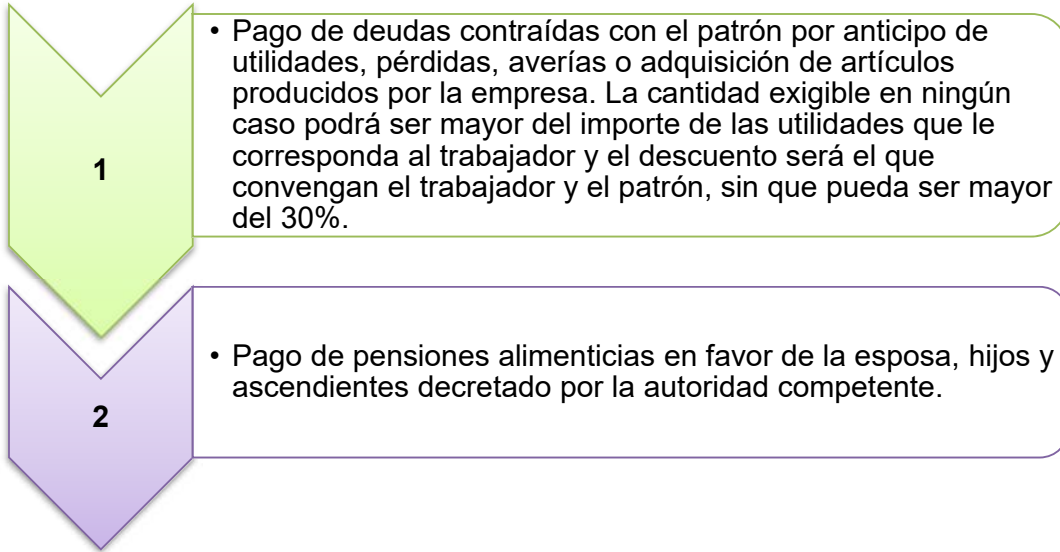 1
• Pago de deudas contraídas con el patrón por anticipo de
utilidades, pérdidas, averías o adquisición de artículos
producidos por la empresa. La cantidad exigible en ningún
caso podrá ser mayor del importe de las utilidades que le
corresponda al trabajador y el descuento será el que
convengan el trabajador y el patrón, sin que pueda ser mayor
del 30%.
2
• Pago de pensiones alimenticias en favor de la esposa, hijos y
ascendientes decretado por la autoridad competente.